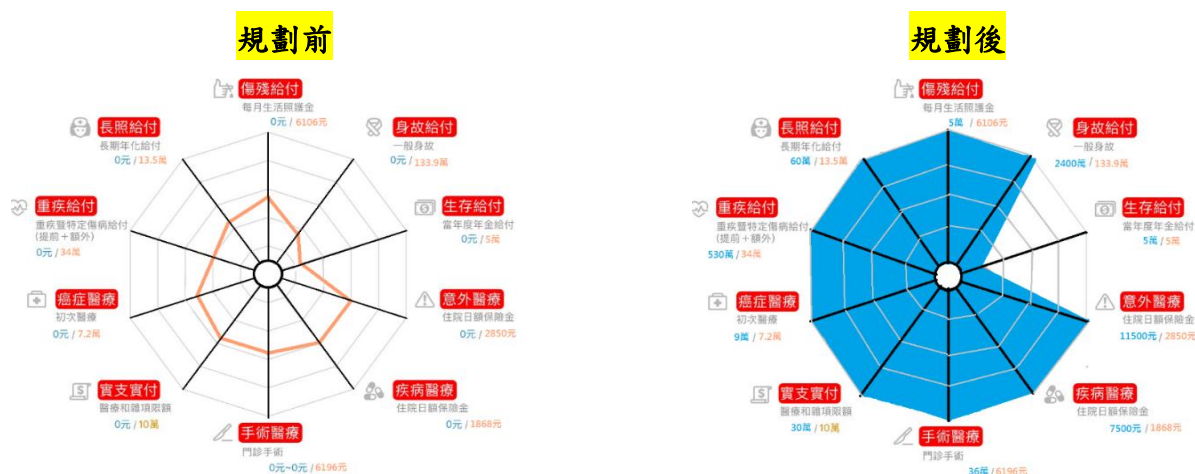 規劃前
傷殘給付
每月生活照護金
0元 / 6106元
長照給付
長期年化給付
0元 / 13.5萬
身故給付
一般身故
0元 / 133.9萬
重疾給付
重疾暨特定傷病給付
(提前＋額外)
0元 / 34萬
生存給付
當年度年金給付
0元 / 5萬
癌症醫療
初次醫療
0元 / 7.2萬
意外醫療
住院日額保險金
0元 / 2850元
實支實付
醫療和雜項限額
0元 / 10萬
疾病醫療
住院日額保險金
0元 / 1868元
手術醫療
門診手術
0元~0元 / 6196元
規劃後
傷殘給付
每月生活照護金
5萬 / 6106元
長照給付
長期年化給付
60萬 / 13.5萬
身故給付
一般身故
2400萬 / 133.9萬
重疾給付
重疾暨特定傷病給付
(提前＋額外)
530萬 / 34萬
生存給付
當年度年金給付
5萬 / 5萬
癌症醫療
初次醫療
9萬 / 7.2萬
意外醫療
住院日額保險金
11500元 / 2850元
實支實付
醫療和雜項限額
30萬 / 10萬
疾病醫療
住院日額保險金
7500元 / 1868元
手術醫療
門診手術
36萬 / 6196元